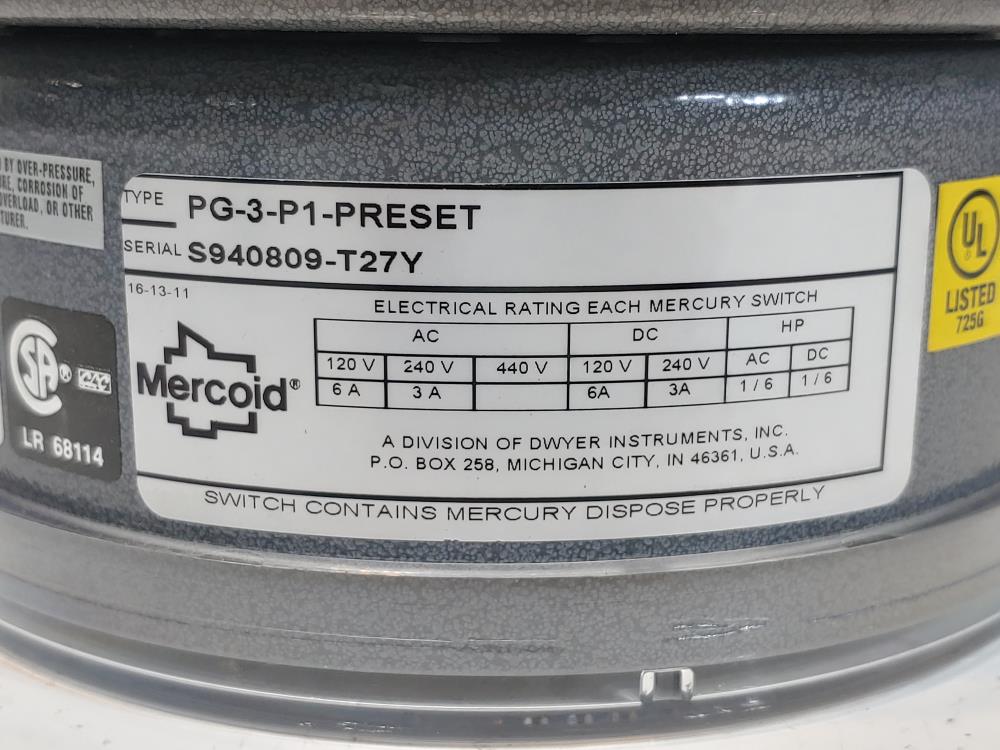 BY OVER-PRESSURE,
CORROSION OF
OVERLOAD, OR OTHER
TYPE PG-3-P1-PRESET
SERIAL S940809-T27Y
16-13-11
ELECTRICAL RATING EACH MERCURY SWITCH
AC DC HP
120 V 240 V 440 V 120 V 240 V AC DC
6 A 3 A 6A 3A 1/6 1/6
Mercoid®
A DIVISION OF DWYER INSTRUMENTS, INC.
P.O. BOX 258, MICHIGAN CITY, IN 46361, U.S.A.
SWITCH CONTAINS MERCURY DISPOSE PROPERLY
SA ®
LR 68114
UL
LISTED
725G